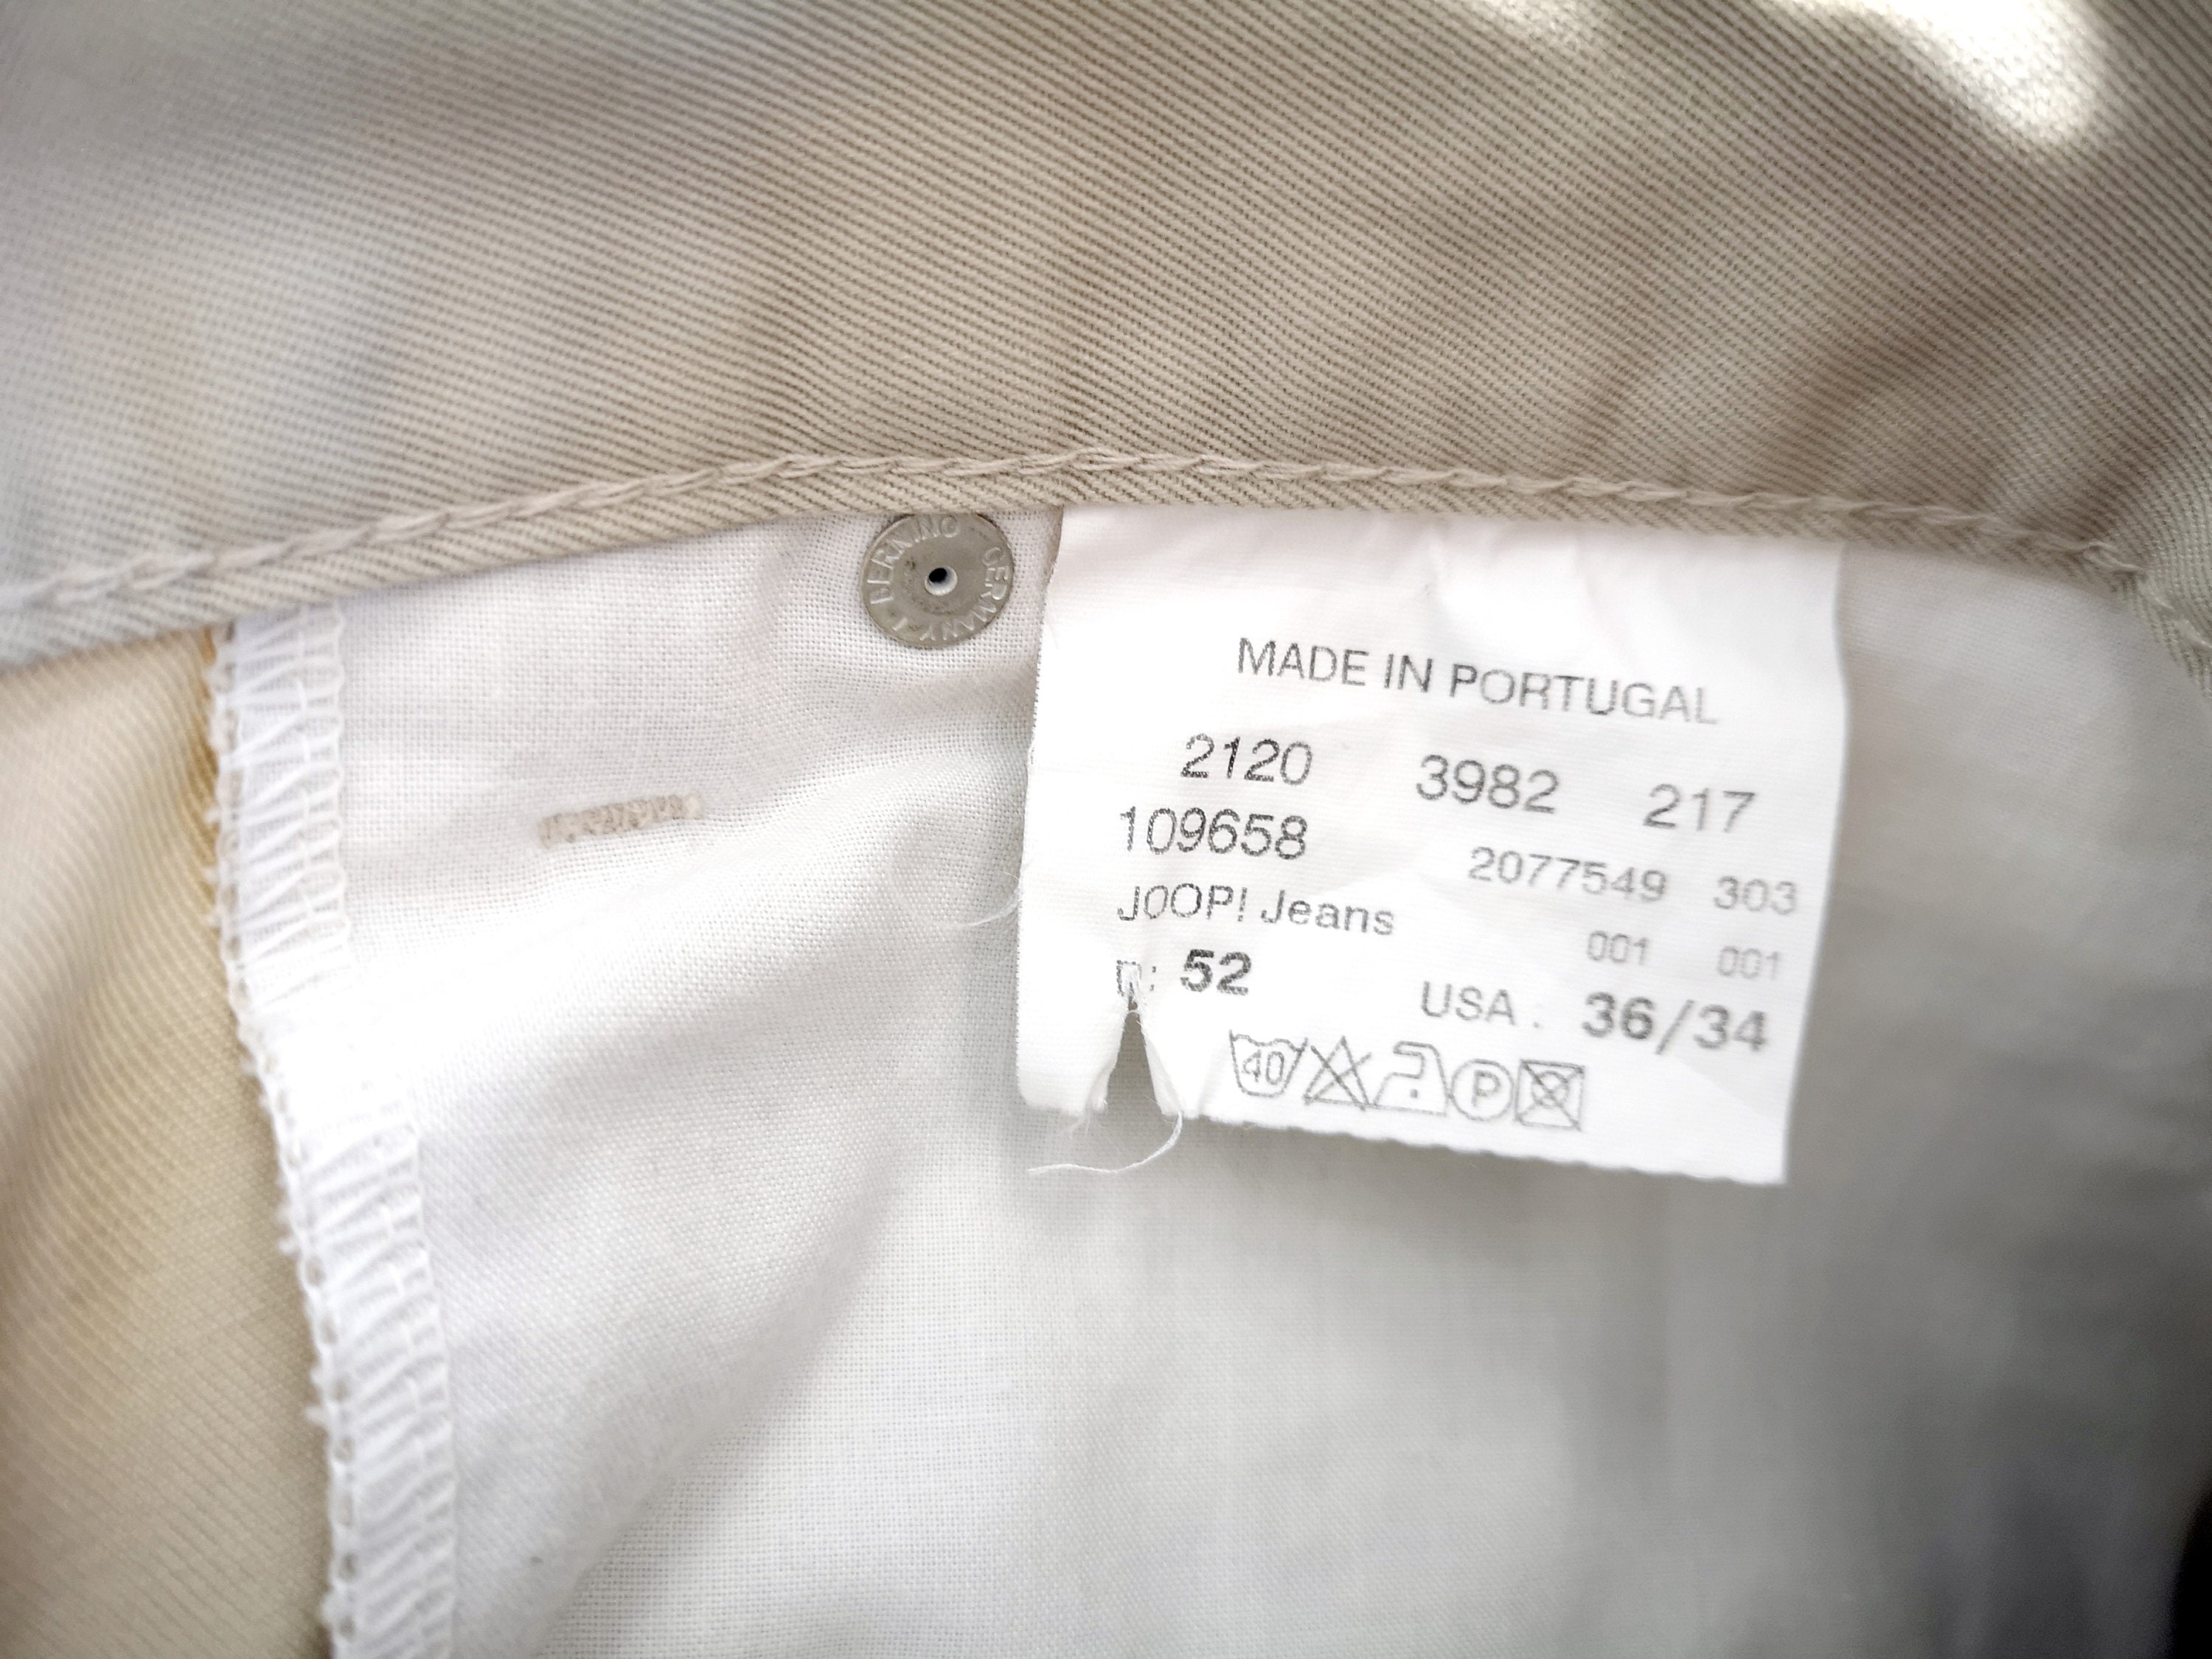 BERNING GERMANY
MADE IN PORTUGAL
2120 3982 217
109658 2077549 303
JOOP! Jeans 001 001
52 USA. 36/34
40 P